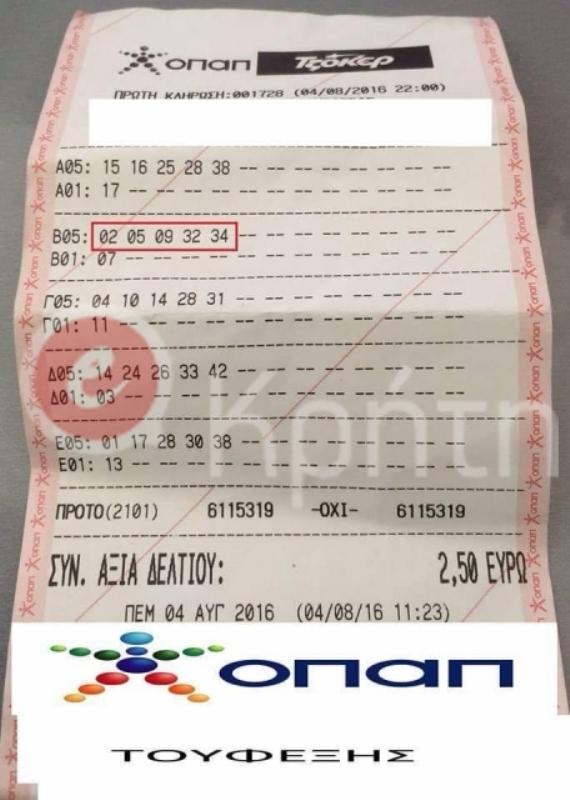 οπαπ Τζόκερ
ΠΡΩΤΗ ΚΛΗΡΩΣΗ:001728 (04/08/2016 22:00)
Α05: 15 16 25 28 38 -- -- -- -- -- -- --
Α01: 17 -- -- -- -- -- -- -- -- -- -- --
Β05: 02 05 09 32 34 -- -- -- -- -- -- --
Β01: 07 -- -- -- -- -- -- -- -- -- -- --
Γ05: 04 10 14 28 31 -- -- -- -- -- -- --
Γ01: 11 -- -- -- -- -- -- -- -- -- -- --
Δ05: 14 24 26 33 42 -- -- -- -- -- -- --
Δ01: 03 -- -- -- -- -- -- -- -- -- -- --
Ε05: 01 17 28 30 38 -- -- -- -- -- -- --
Ε01: 13 -- -- -- -- -- -- -- -- -- -- --
e Κρήτη
ΠΡΟΤΟ(2101) 6115319 -ΟΧΙ- 6115319
ΣΥΝ. ΑΞΙΑ ΔΕΛΤΙΟΥ: 2,50 ΕΥΡΩ
ΠΕΜ 04 ΑΥΓ 2016 (04/08/16 11:23)
οπαπ
ΤΟΥΦΕΞΗΣ